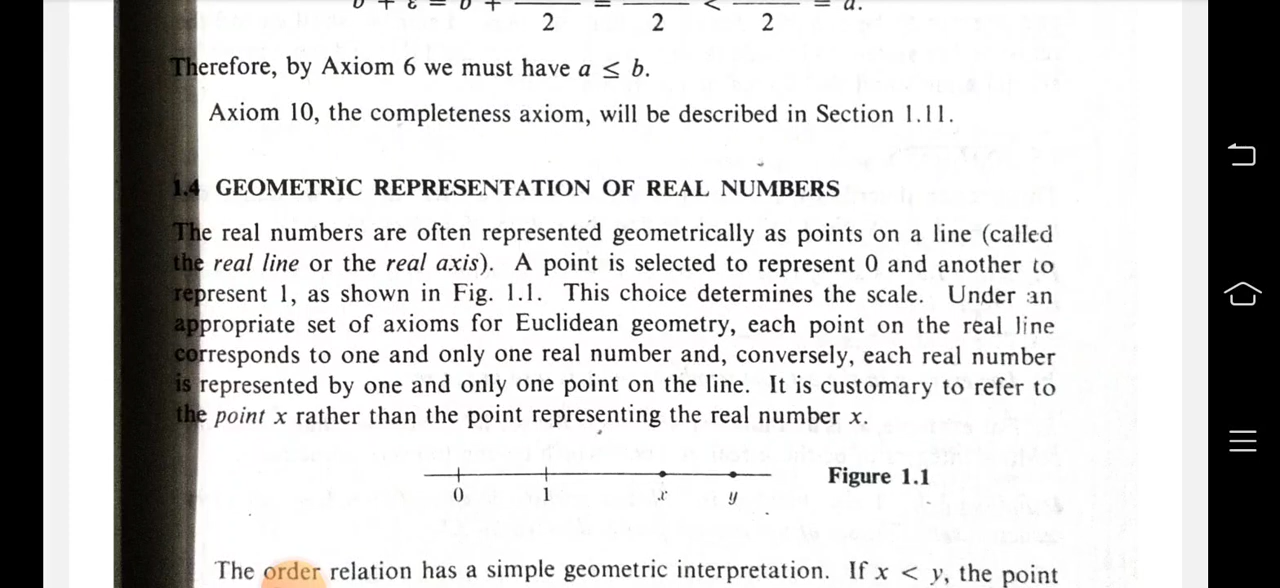 2 2 2
Therefore, by Axiom 6 we must have a ≤ b.
Axiom 10, the completeness axiom, will be described in Section 1.11.
1.4 GEOMETRIC REPRESENTATION OF REAL NUMBERS
The real numbers are often represented geometrically as points on a line (called
the real line or the real axis). A point is selected to represent 0 and another to
represent 1, as shown in Fig. 1.1. This choice determines the scale. Under an
appropriate set of axioms for Euclidean geometry, each point on the real line
corresponds to one and only one real number and, conversely, each real number
is represented by one and only one point on the line. It is customary to refer to
the point x rather than the point representing the real number x.
Figure 1.1
0 1 x y
The order relation has a simple geometric interpretation. If x < y, the point